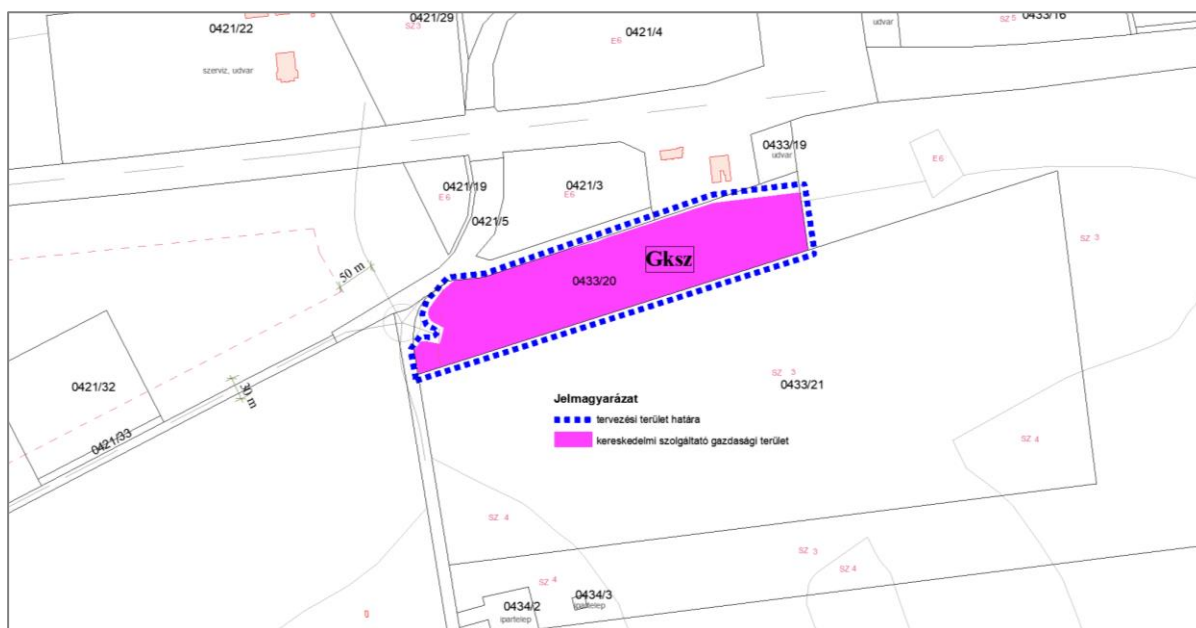 0421/22
0421/29
SZ3
0421/4
E6
udvar
SZ5
0433/16
szerviz, udvar
0433/19
udvar
0421/19
E6
0421/3
E6
E6
0421/5
SZ 3
Gksz
50 m
0433/20
SZ 3
0433/21
0421/32
30 m
Jelmagyarázat
tervezési terület határa
kereskedelmi szolgáltató gazdasági terület
0421/33
SZ 4
SZ 4
SZ 3
SZ 4
SZ 4
0434/2
ipartelep
0434/3
ipartelep